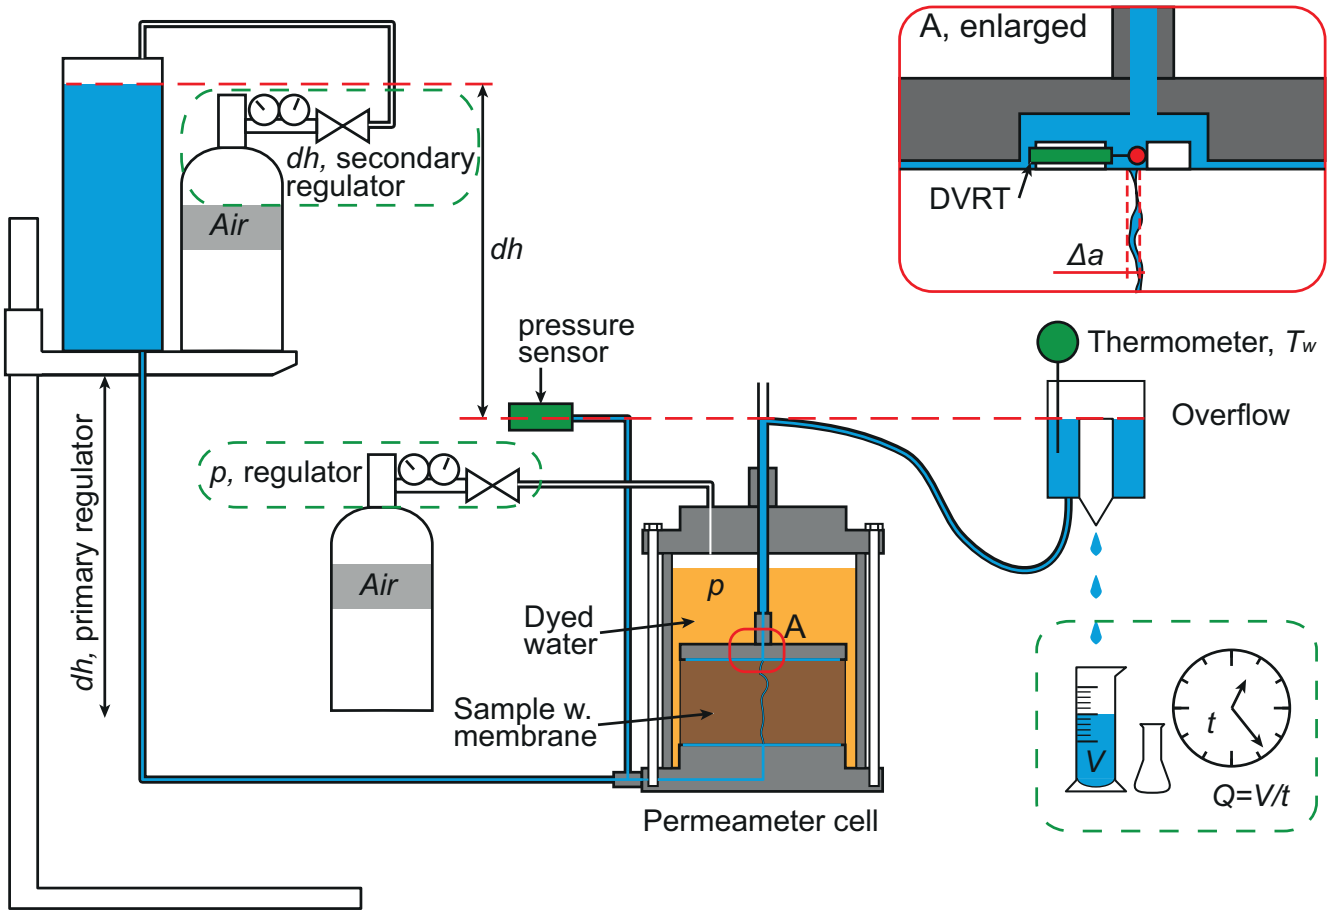 A, enlarged
DVRT
Δa
dh, secondary
regulator
Air
dh
pressure
sensor
Thermometer, Tw
Overflow
p, regulator
Air
dh, primary regulator
p
Dyed
water
A
Sample w.
membrane
Permeameter cell
V
t
Q=V/t